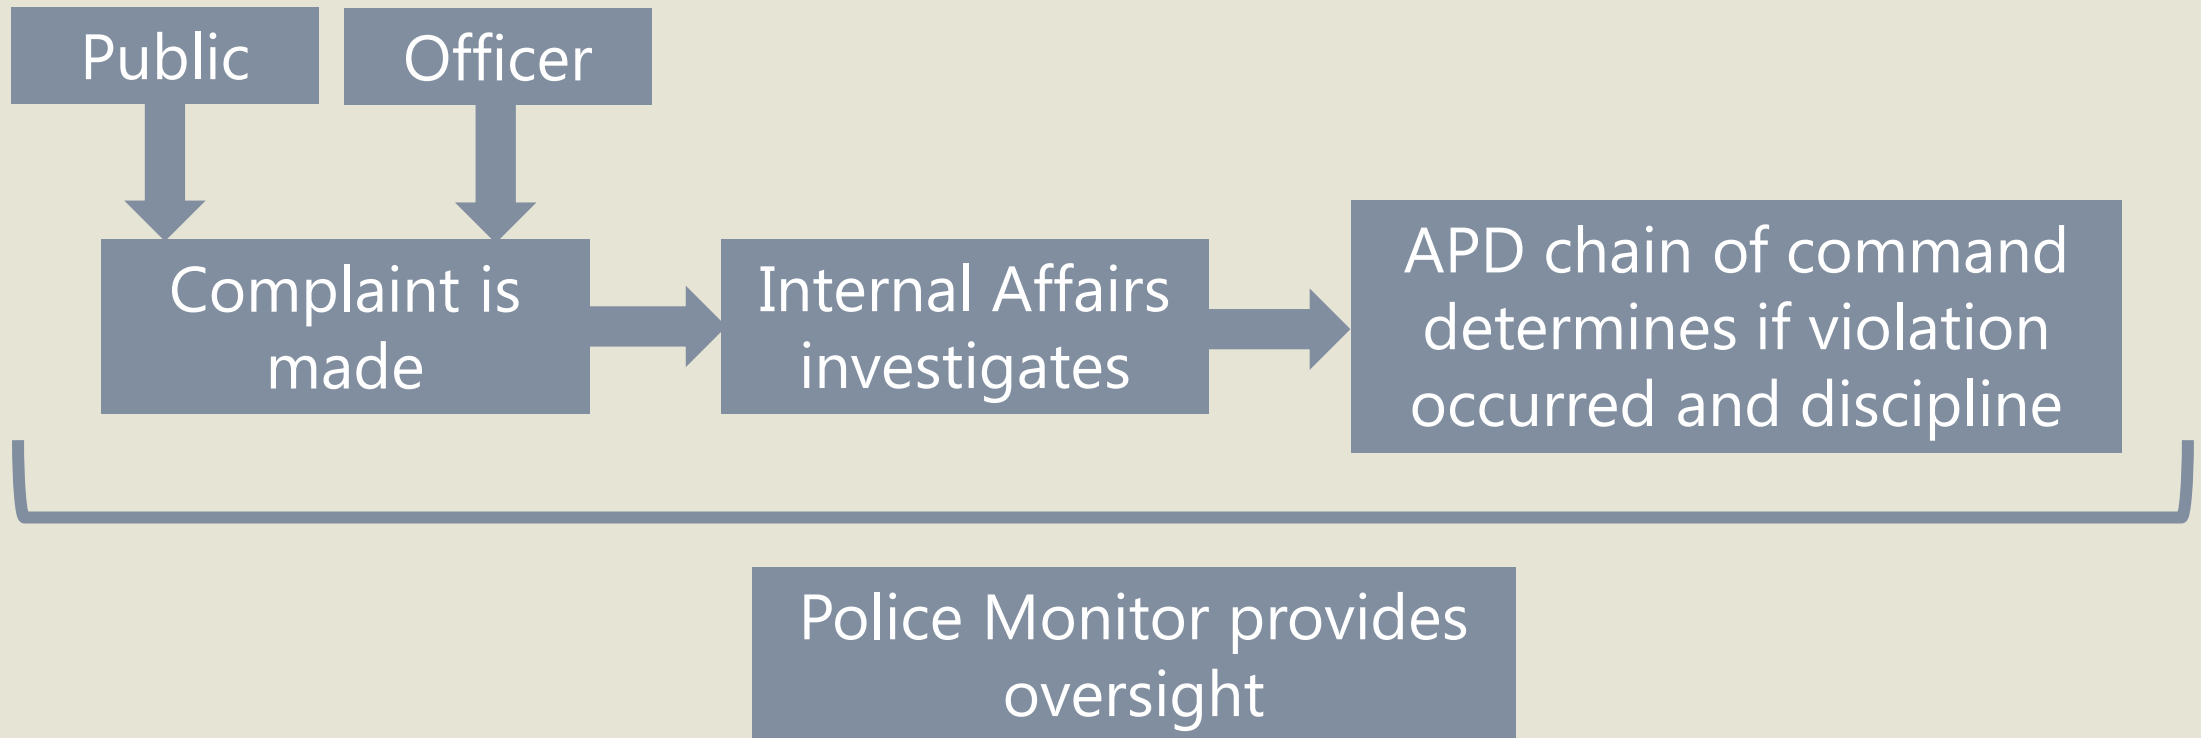 Public
Officer
Complaint is
made
Internal Affairs
investigates
APD chain of command
determines if violation
occurred and discipline
Police Monitor provides
oversight